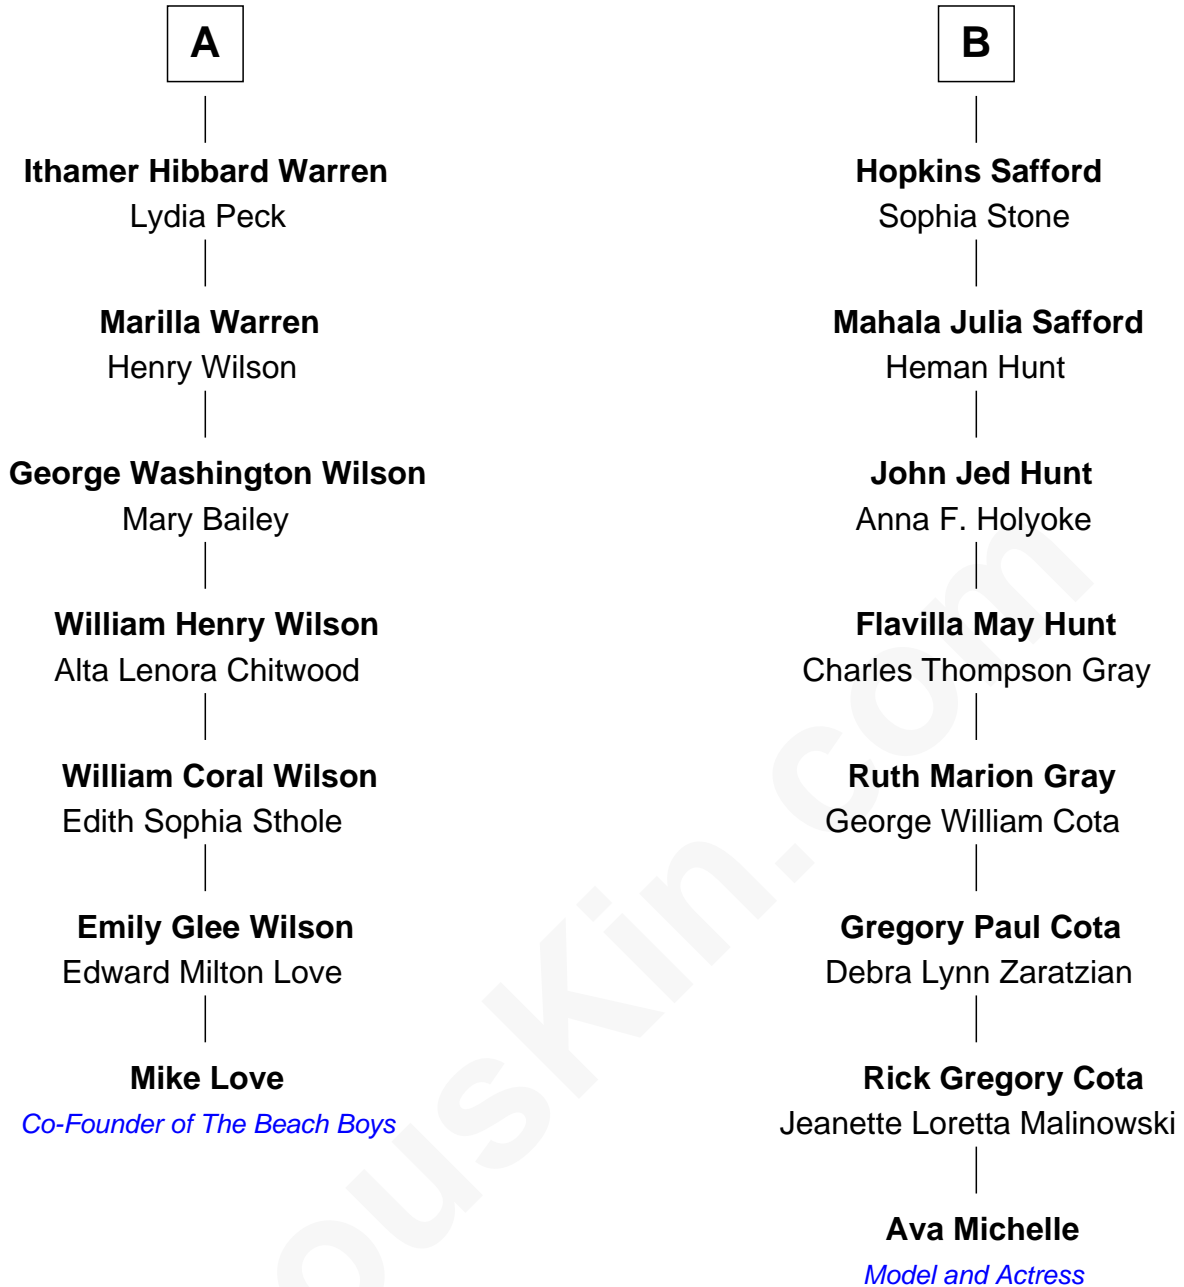 A
Ithamer Hibbard Warren
Lydia Peck
Marilla Warren
Henry Wilson
George Washington Wilson
Mary Bailey
William Henry Wilson
Alta Lenora Chitwood
William Coral Wilson
Edith Sophia Sthole
Emily Glee Wilson
Edward Milton Love
Mike Love
Co-Founder of The Beach Boys
B
Hopkins Safford
Sophia Stone
Mahala Julia Safford
Heman Hunt
John Jed Hunt
Anna F. Holyoke
Flavilla May Hunt
Charles Thompson Gray
Ruth Marion Gray
George William Cota
Gregory Paul Cota
Debra Lynn Zaratzian
Rick Gregory Cota
Jeanette Loretta Malinowski
Ava Michelle
Model and Actress
ousKin.com